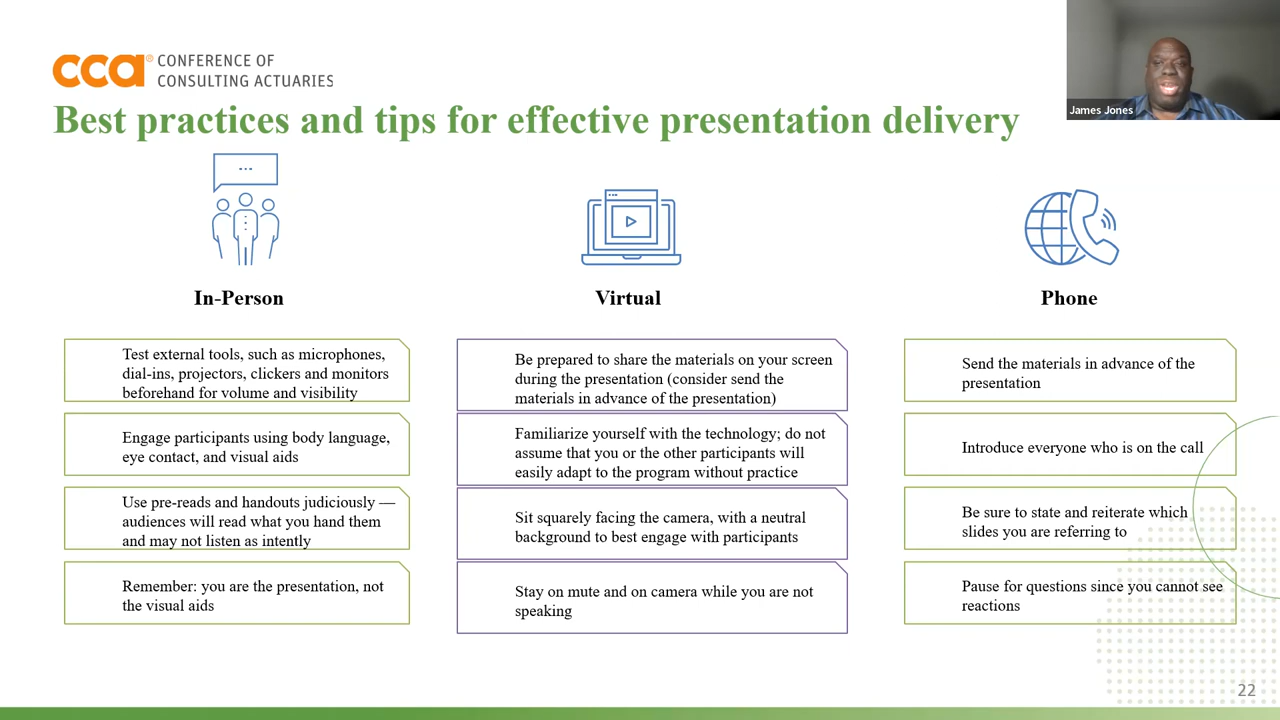 cca® CONFERENCE OF
CONSULTING ACTUARIES
James Jones
Best practices and tips for effective presentation delivery
In-Person
Test external tools, such as microphones,
dial-ins, projectors, clickers and monitors
beforehand for volume and visibility
Engage participants using body language,
eye contact, and visual aids
Use pre-reads and handouts judiciously —
audiences will read what you hand them
and may not listen as intently
Remember: you are the presentation, not
the visual aids
Virtual
Be prepared to share the materials on your screen
during the presentation (consider send the
materials in advance of the presentation)
Familiarize yourself with the technology; do not
assume that you or the other participants will
easily adapt to the program without practice
Sit squarely facing the camera, with a neutral
background to best engage with participants
Stay on mute and on camera while you are not
speaking
Phone
Send the materials in advance of the
presentation
Introduce everyone who is on the call
Be sure to state and reiterate which
slides you are referring to
Pause for questions since you cannot see
reactions
22